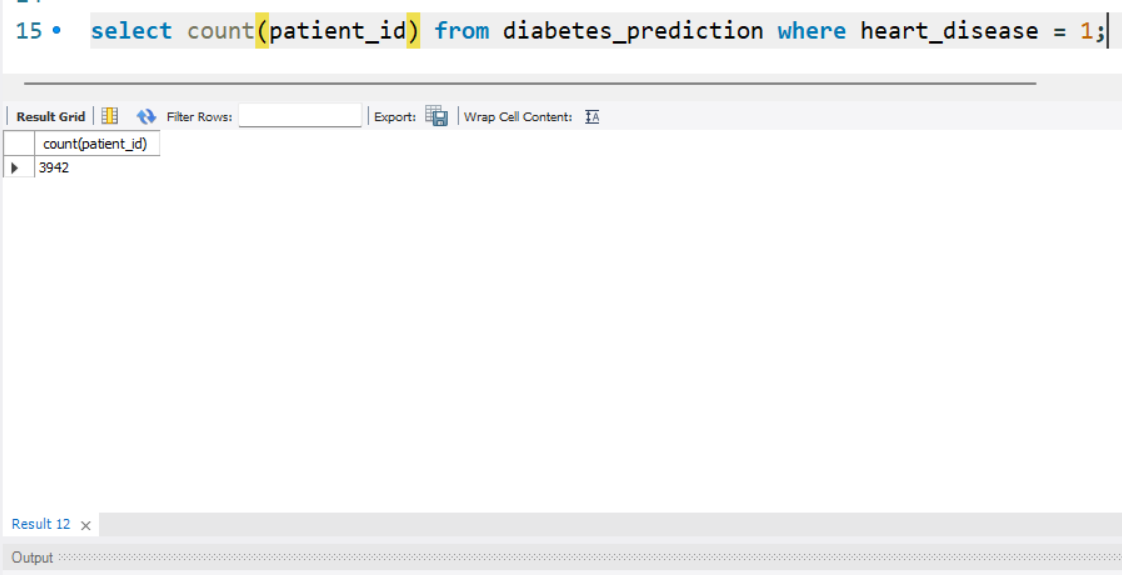 15 select count(patient_id) from diabetes_prediction where heart_disease = 1;
Result Grid Filter Rows: Export: Wrap Cell Content:
count(patient_id)
3942
Result 12
Output